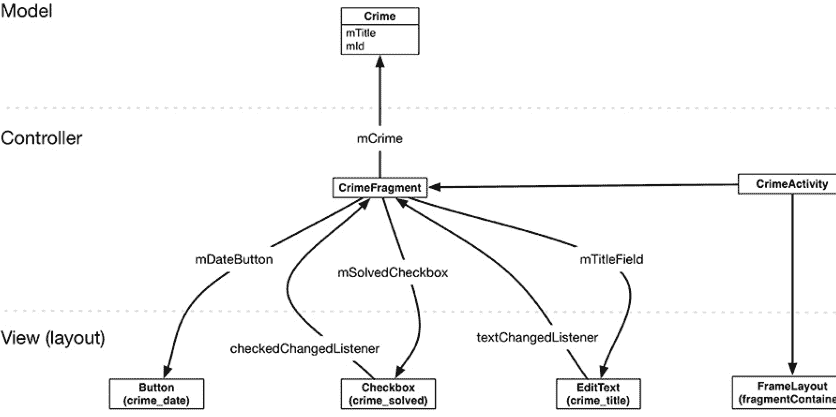 Model
Crime
mTitle
mId
Controller
mCrime
CrimeFragment
CrimeActivity
mDateButton
mSolvedCheckbox
mTitleField
View (layout)
checkedChangedListener
textChangedListener
Button
(crime_date)
Checkbox
(crime_solved)
EditText
(crime_title)
FrameLayout
(fragmentContaine